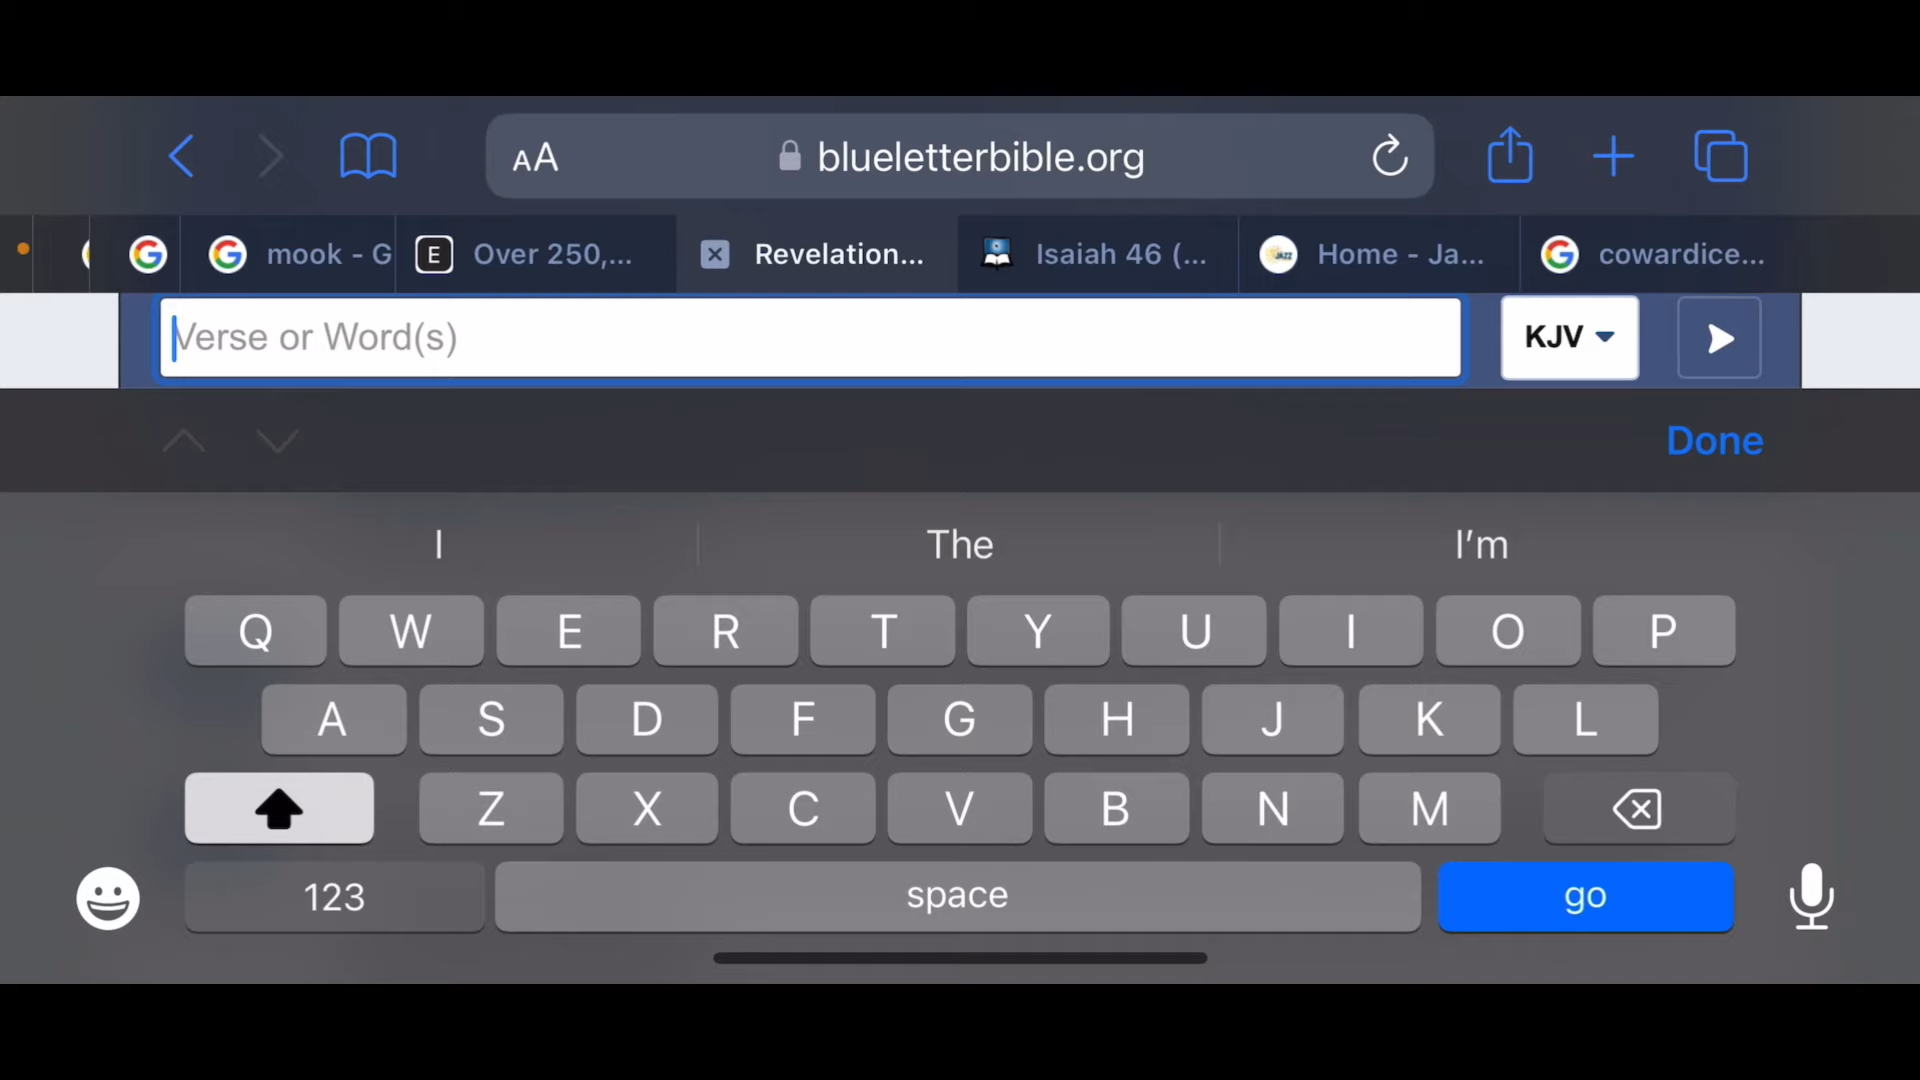 AA blueletterbible.org
mook - G Over 250,... Revelation... Isaiah 46 (... Home - Ja... cowardice...
Verse or Word(s) KJV
Done
I The I'm
Q W E R T Y U I O P
A S D F G H J K L
Z X C V B N M
123 space go